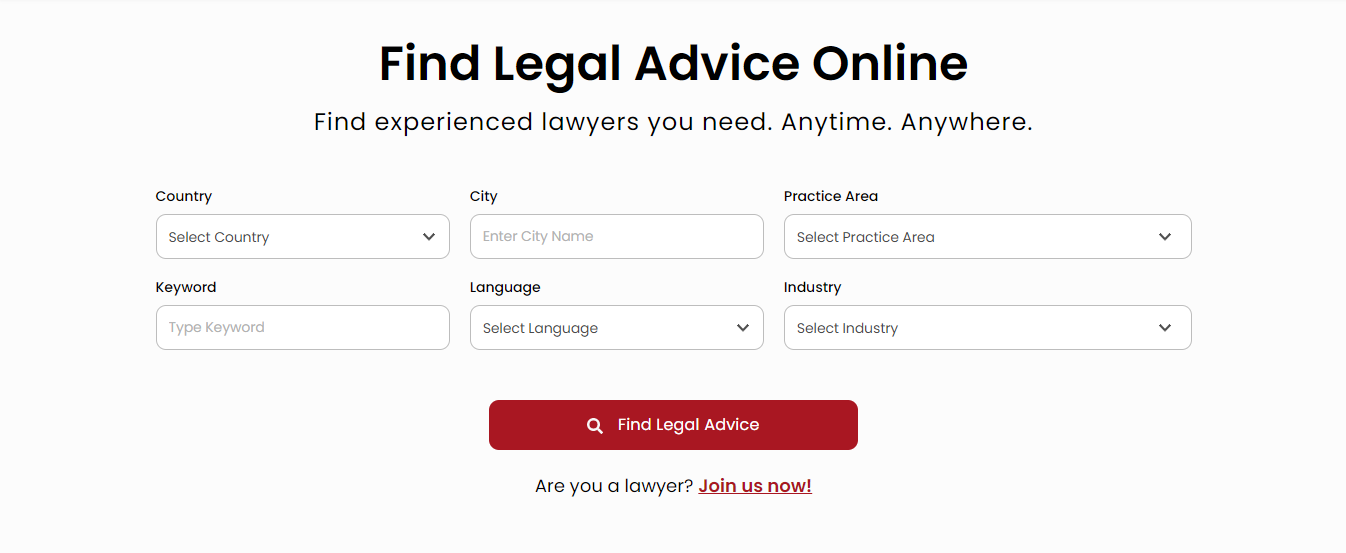 Find Legal Advice Online
Find experienced lawyers you need. Anytime. Anywhere.
Country
City
Practice Area
Select Country
Enter City Name
Select Practice Area
Keyword
Language
Industry
Type Keyword
Select Language
Select Industry
Find Legal Advice
Are you a lawyer? Join us now!